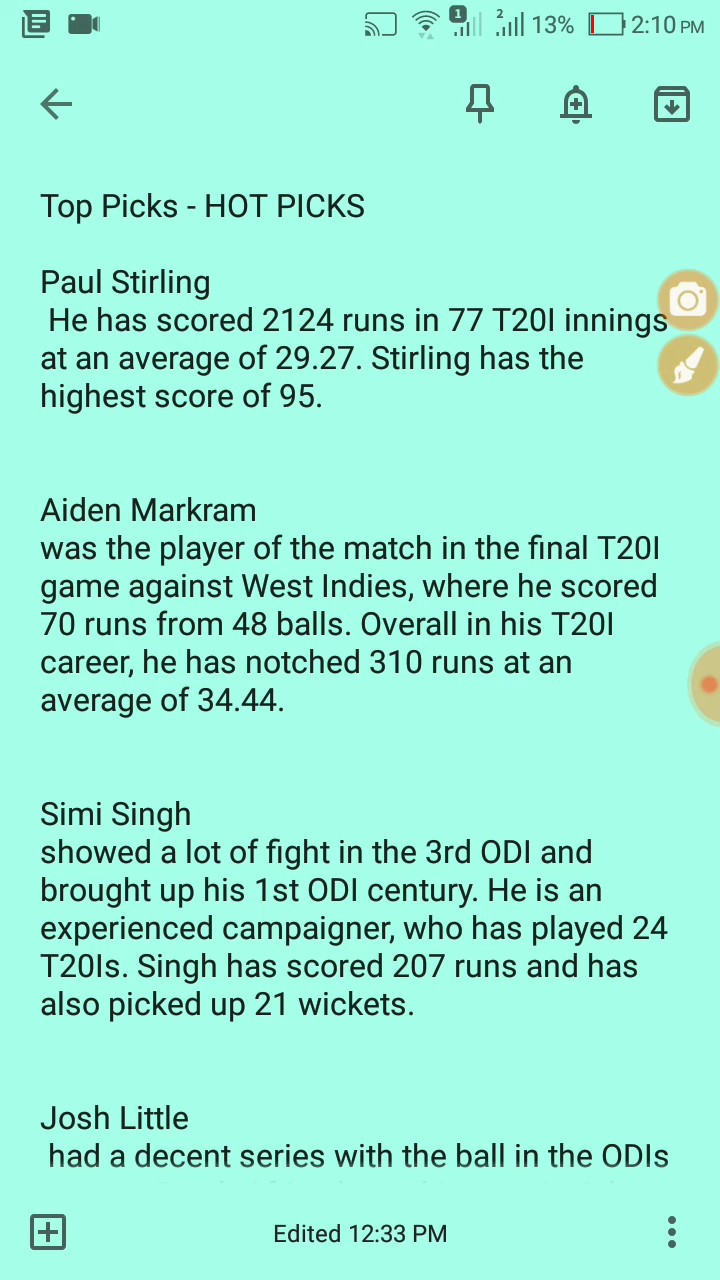 1 2 13% 2:10 PM
Top Picks - HOT PICKS
Paul Stirling
He has scored 2124 runs in 77 T20I innings
at an average of 29.27. Stirling has the
highest score of 95.
Aiden Markram
was the player of the match in the final T20I
game against West Indies, where he scored
70 runs from 48 balls. Overall in his T20I
career, he has notched 310 runs at an
average of 34.44.
Simi Singh
showed a lot of fight in the 3rd ODI and
brought up his 1st ODI century. He is an
experienced campaigner, who has played 24
T20Is. Singh has scored 207 runs and has
also picked up 21 wickets.
Josh Little
had a decent series with the ball in the ODIs
Edited 12:33 PM